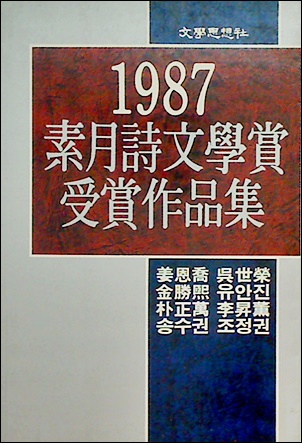 文學思想社
1987
素月詩文學賞
受賞作品集
姜恩喬 吳世榮
金勝熙 유안진
朴正萬 李昇薰
송수권 조정권